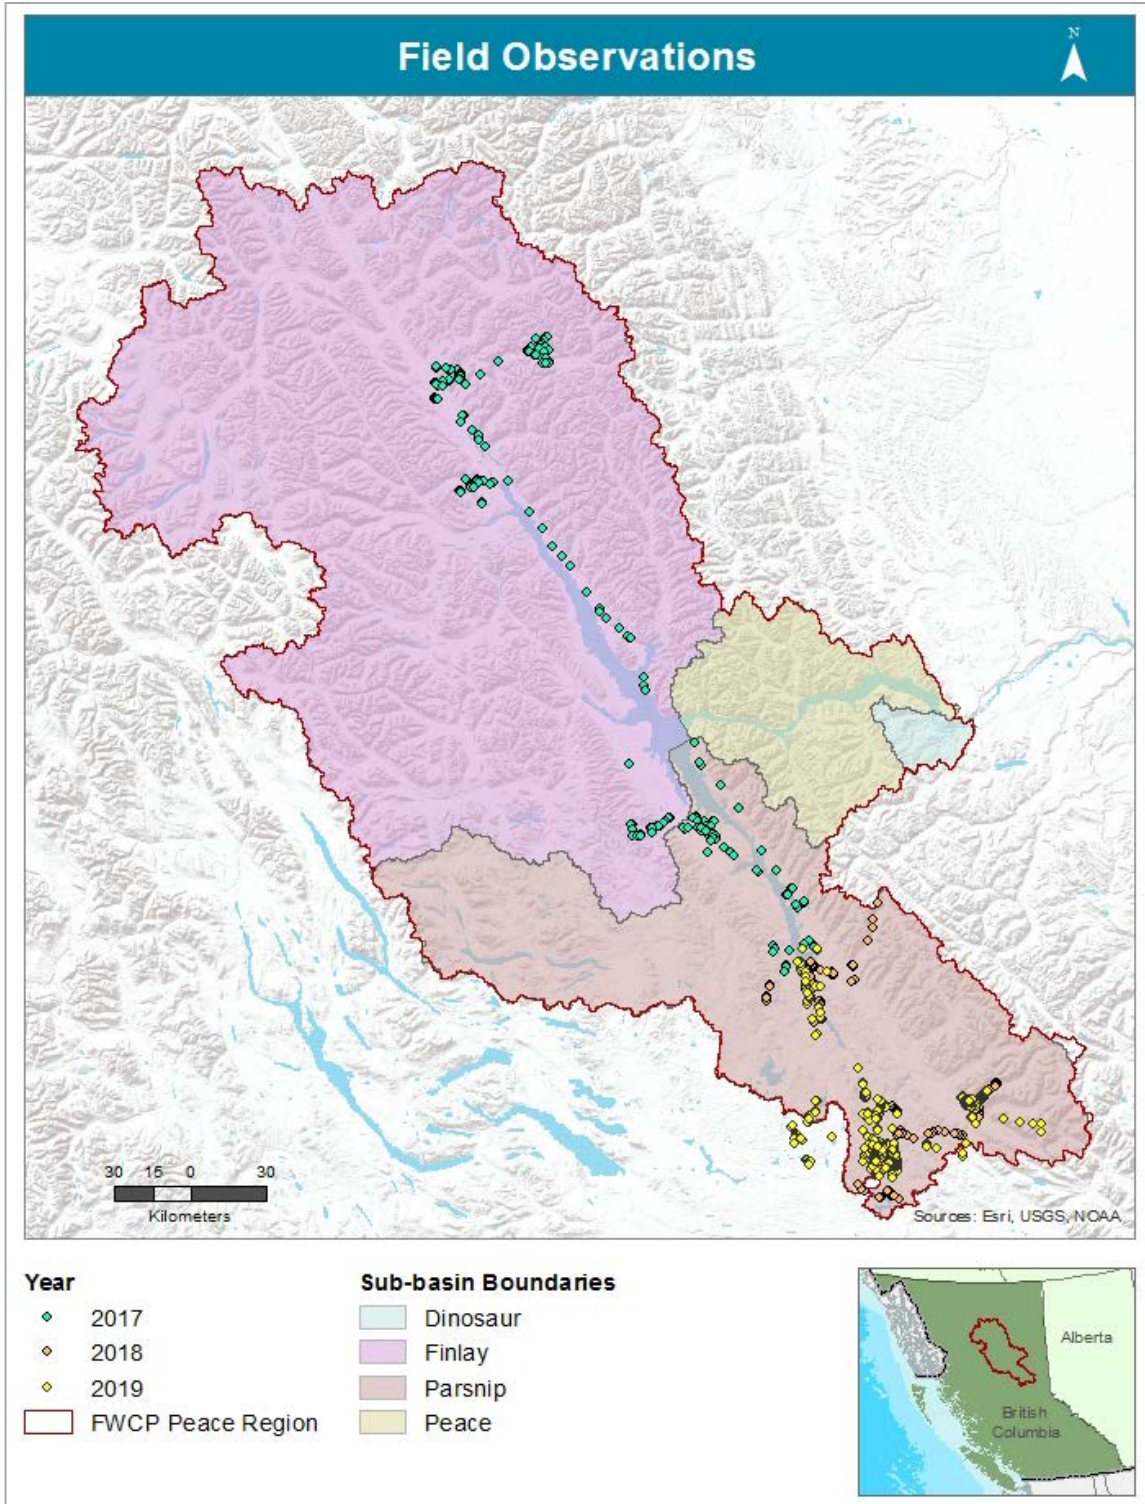 Field Observations
N
30 15 0 30
Kilometers
Sources: Esri, USGS, NOAA
Year
2017
2018
2019
FWCP Peace Region
Sub-basin Boundaries
Dinosaur
Finlay
Parsnip
Peace
Alberta
British
Columbia